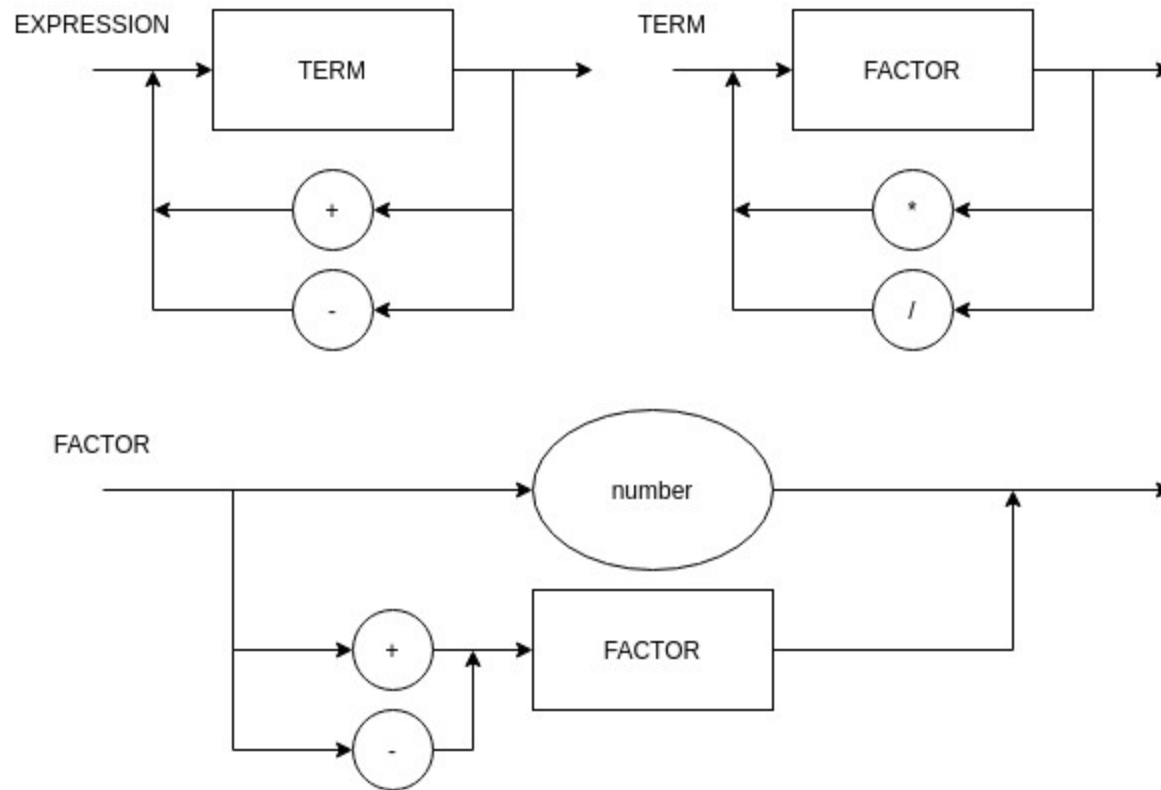 EXPRESSION
TERM
+
-
TERM
FACTOR
*
/
FACTOR
number
+
FACTOR
-